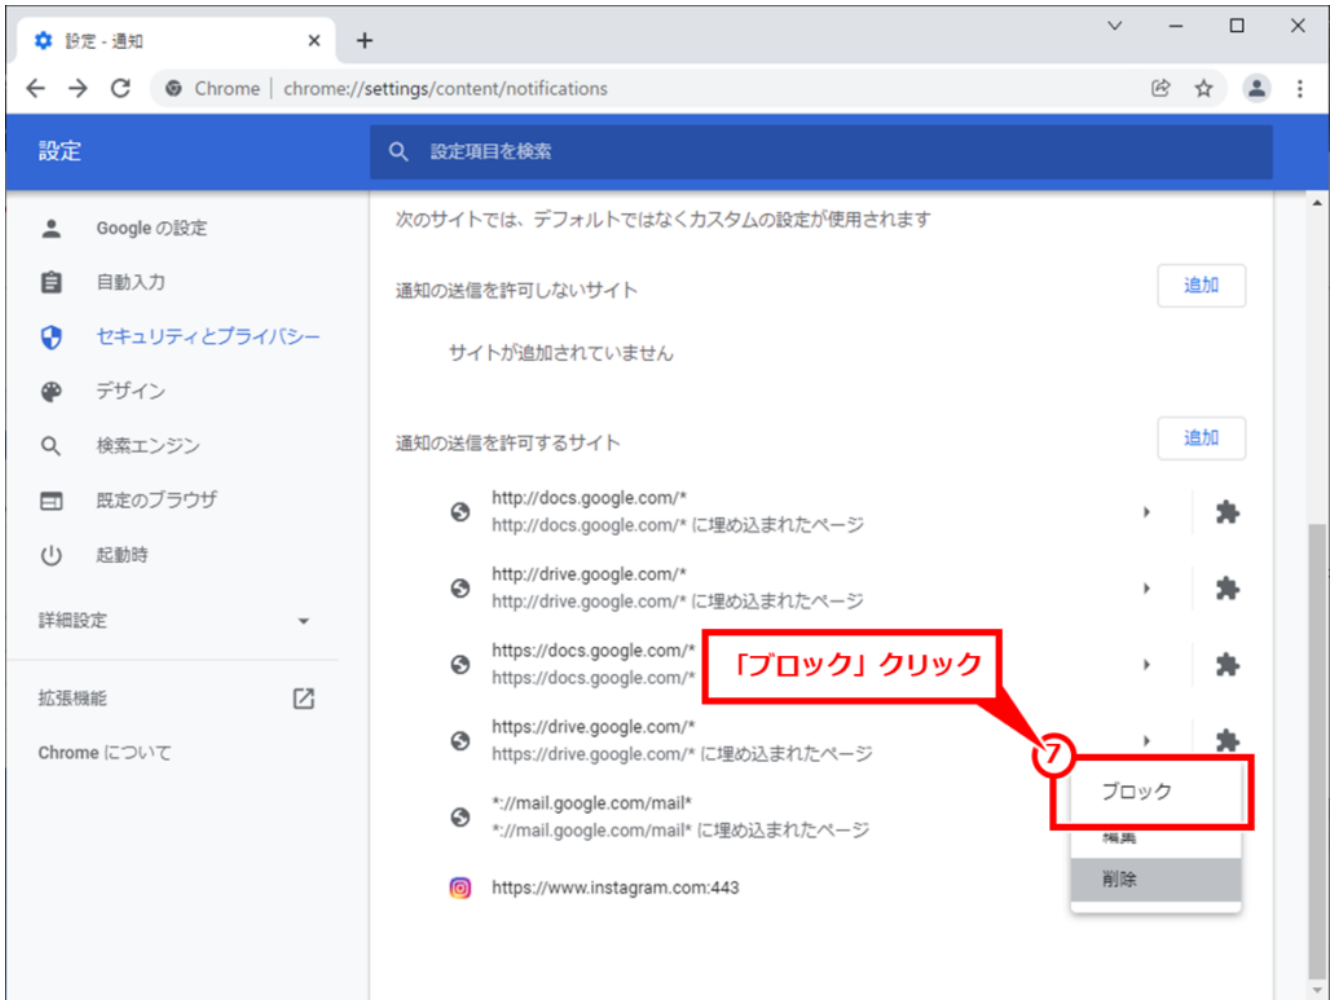 設定 - 通知
Chrome | chrome://settings/content/notifications
設定
設定項目を検索
Google の設定
自動入力
セキュリティとプライバシー
デザイン
検索エンジン
既定のブラウザ
起動時
詳細設定
拡張機能
Chrome について
次のサイトでは、デフォルトではなくカスタムの設定が使用されます
通知の送信を許可しないサイト
追加
サイトが追加されていません
通知の送信を許可するサイト
追加
http://docs.google.com/*
http://docs.google.com/* に埋め込まれたページ
http://drive.google.com/*
http://drive.google.com/* に埋め込まれたページ
https://docs.google.com/*
https://docs.google.com/*
「ブロック」クリック
https://drive.google.com/*
https://drive.google.com/* に埋め込まれたページ
7
*://mail.google.com/mail*
*://mail.google.com/mail* に埋め込まれたページ
https://www.instagram.com:443
ブロック
編集
削除